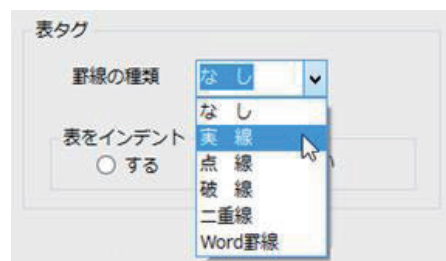 表タグ
罫線の種類 な し
な し
実 線
表をインデント
する
点 線
い
破 線
二重線
Word罫線